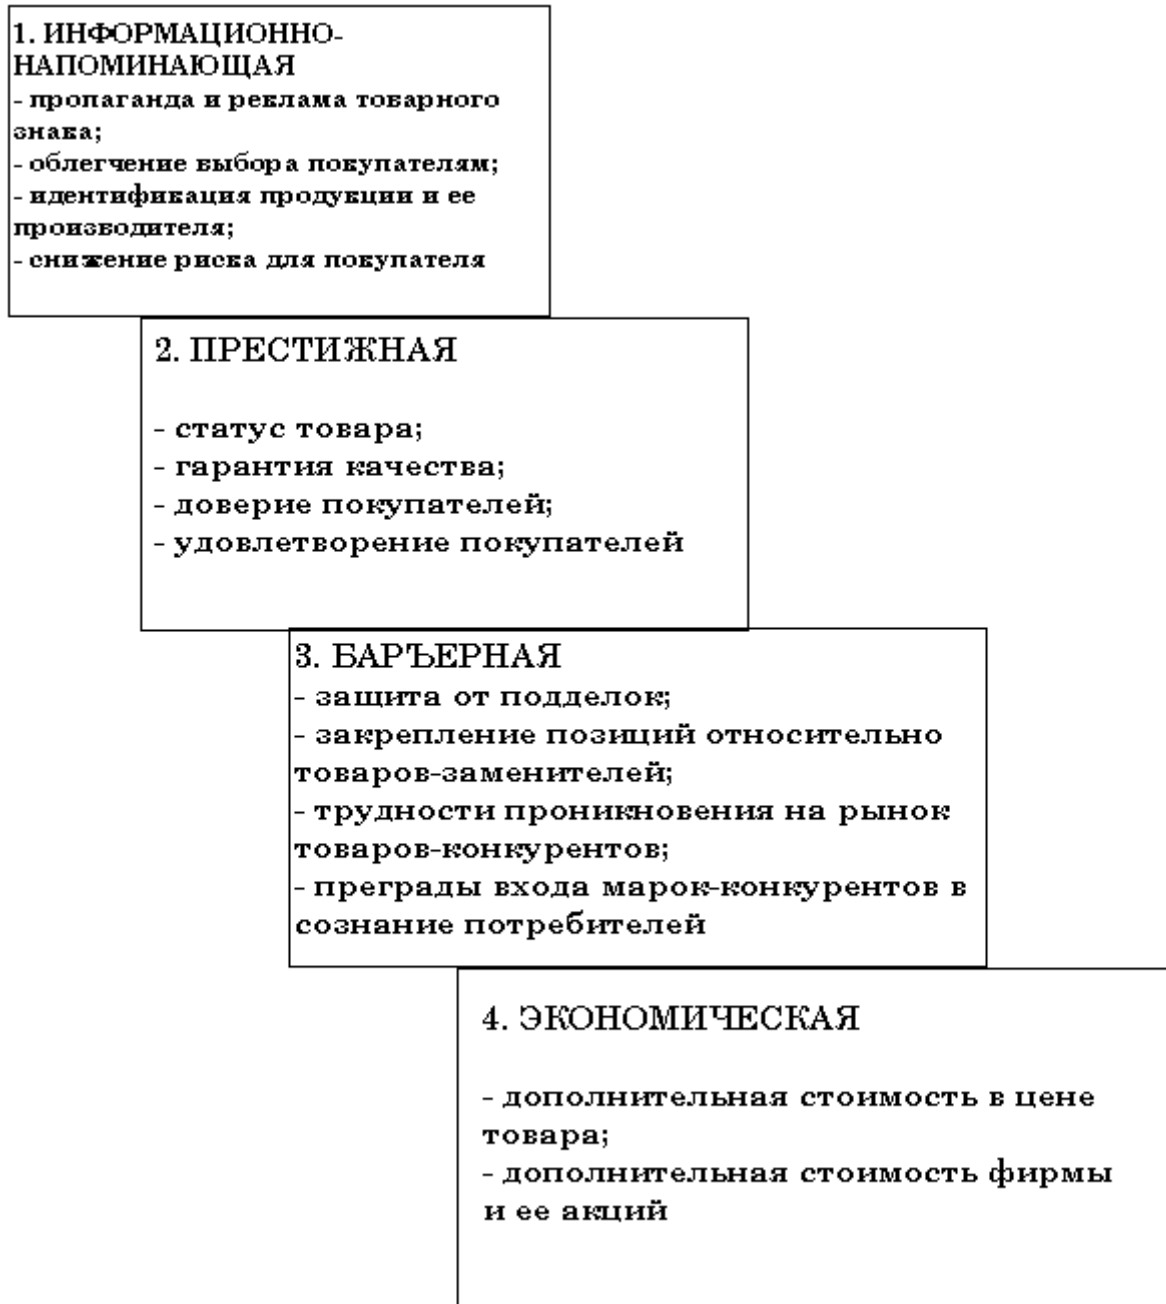 1. ИНФОРМАЦИОННО-
НАПОМИНАЮЩАЯ
- пропаганда и реклама товарного
знака;
- облегчение выбора покупателям;
- идентификация продукции и ее
производителя;
- снижение риска для покупателя
2. ПРЕСТИЖНАЯ
- статус товара;
- гарантия качества;
- доверие покупателей;
- удовлетворение покупателей
3. БАРЪЕРНАЯ
- защита от подделок;
- закрепление позиций относительно
товаров-заменителей;
- трудности проникновения на рынок
товаров-конкурентов;
- преграды входа марок-конкурентов в
сознание потребителей
4. ЭКОНОМИЧЕСКАЯ
- дополнительная стоимость в цене
товара;
- дополнительная стоимость фирмы
и ее акций